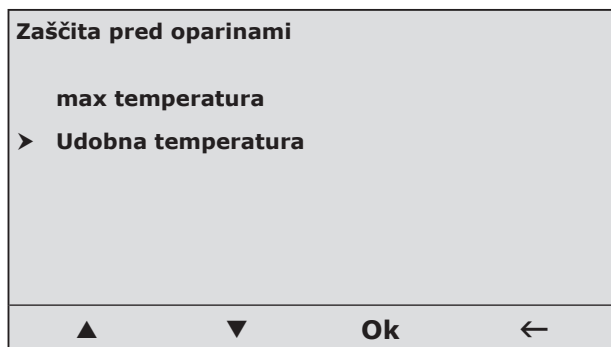 Zaščita pred oparinami
max temperatura
➤ Udobna temperatura
▲ ▼ Ok ←